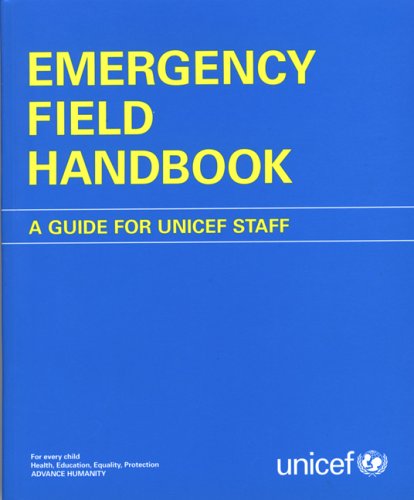 EMERGENCY
FIELD
HANDBOOK
A GUIDE FOR UNICEF STAFF
For every child
Health, Education, Equality, Protection
ADVANCE HUMANITY
unicef